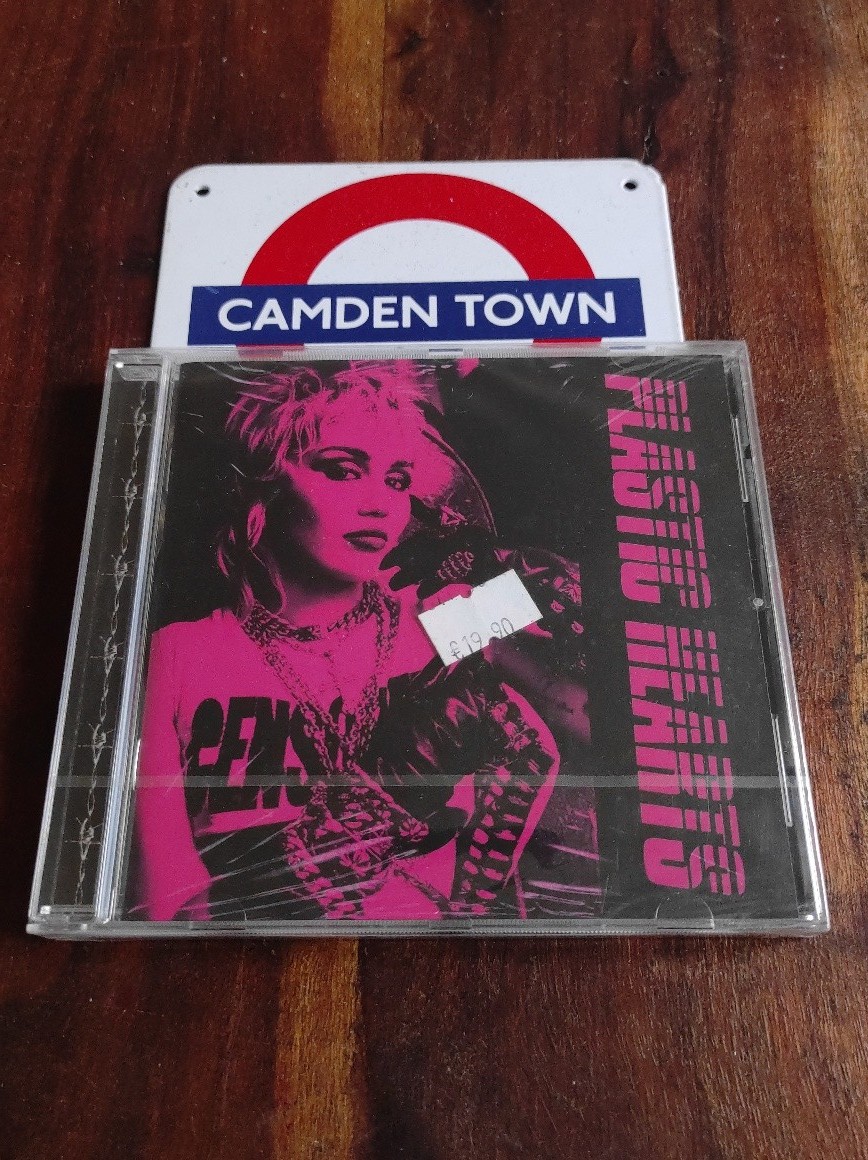 CAMDEN TOWN
PLASTIC HEARTS
£19.90